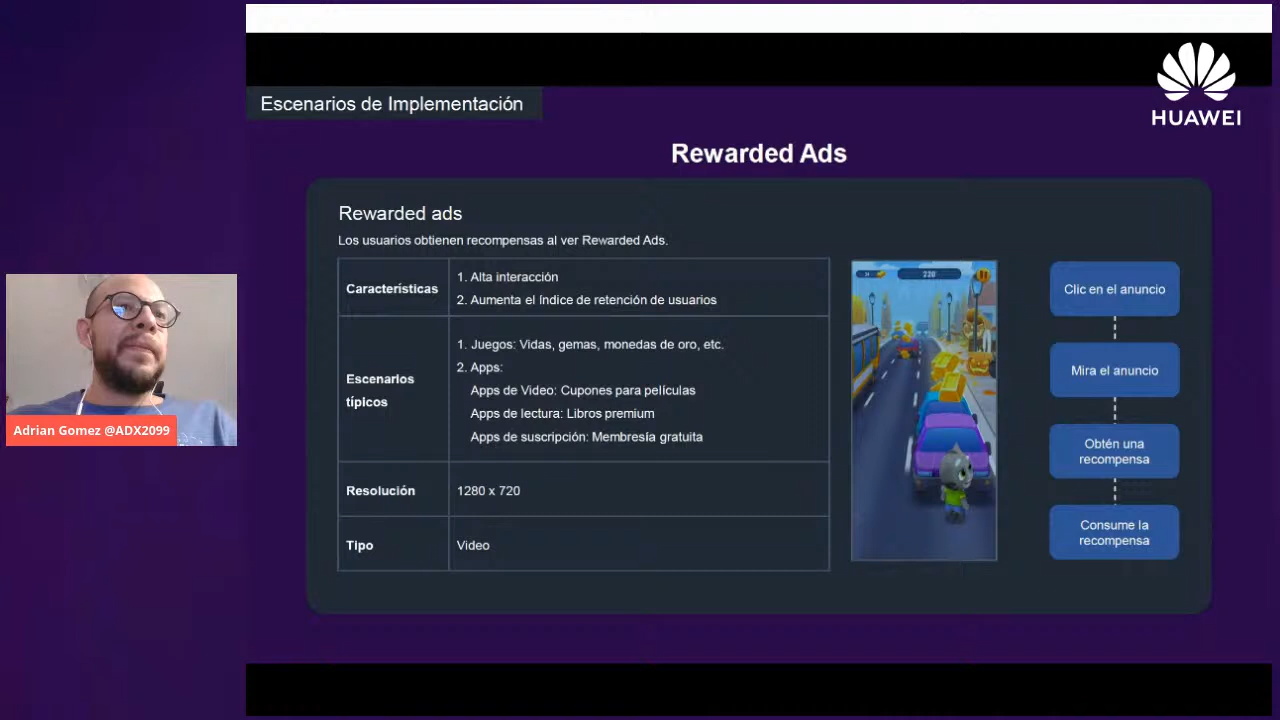 HUAWEI
Escenarios de Implementación
Rewarded Ads
Rewarded ads
Los usuarios obtienen recompensas al ver Rewarded Ads.
Características
1. Alta interacción
2. Aumenta el índice de retención de usuarios
Escenarios
típicos
1. Juegos: Vidas, gemas, monedas de oro, etc.
2. Apps:
Apps de Video: Cupones para películas
Apps de lectura: Libros premium
Apps de suscripción: Membresía gratuita
Resolución
1280 x 720
Tipo
Video
220
Clic en el anuncio
Mira el anuncio
Obtén una
recompensa
Consume la
recompensa
Adrian Gomez @ADX2099